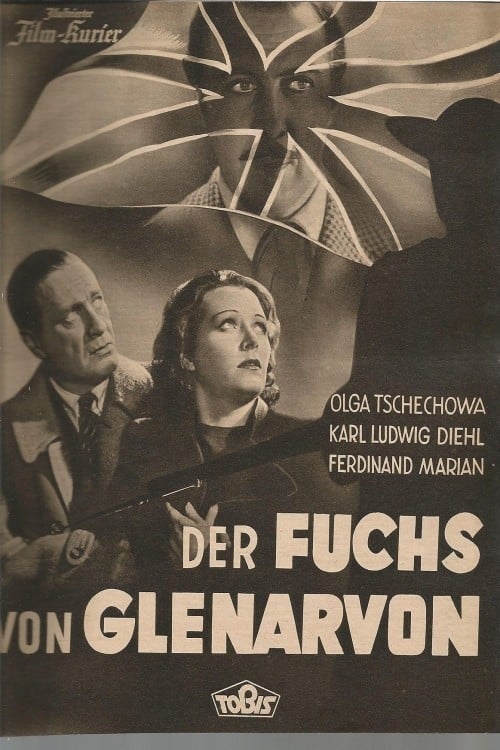 Illustrierter
Film-Kurier
OLGA TSCHECHOWA
KARL LUDWIG DIEHL
FERDINAND MARIAN
DER FUCHS
VON GLENARVON
TOBIS